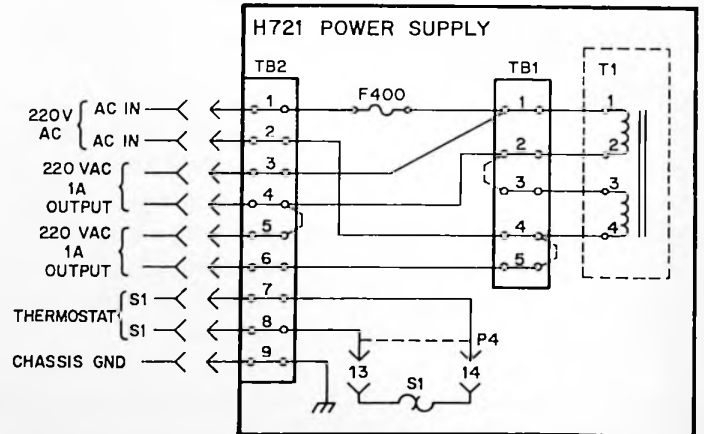 H721 POWER SUPPLY
TB2
TB1
T1
F400
220V AC
AC IN
AC IN
220 VAC
1A
OUTPUT
220 VAC
1A
OUTPUT
THERMOSTAT
S1
S1
CHASSIS GND
1
2
3
4
5
6
7
8
9
1
2
3
4
5
1
2
3
4
P4
13
14
S1